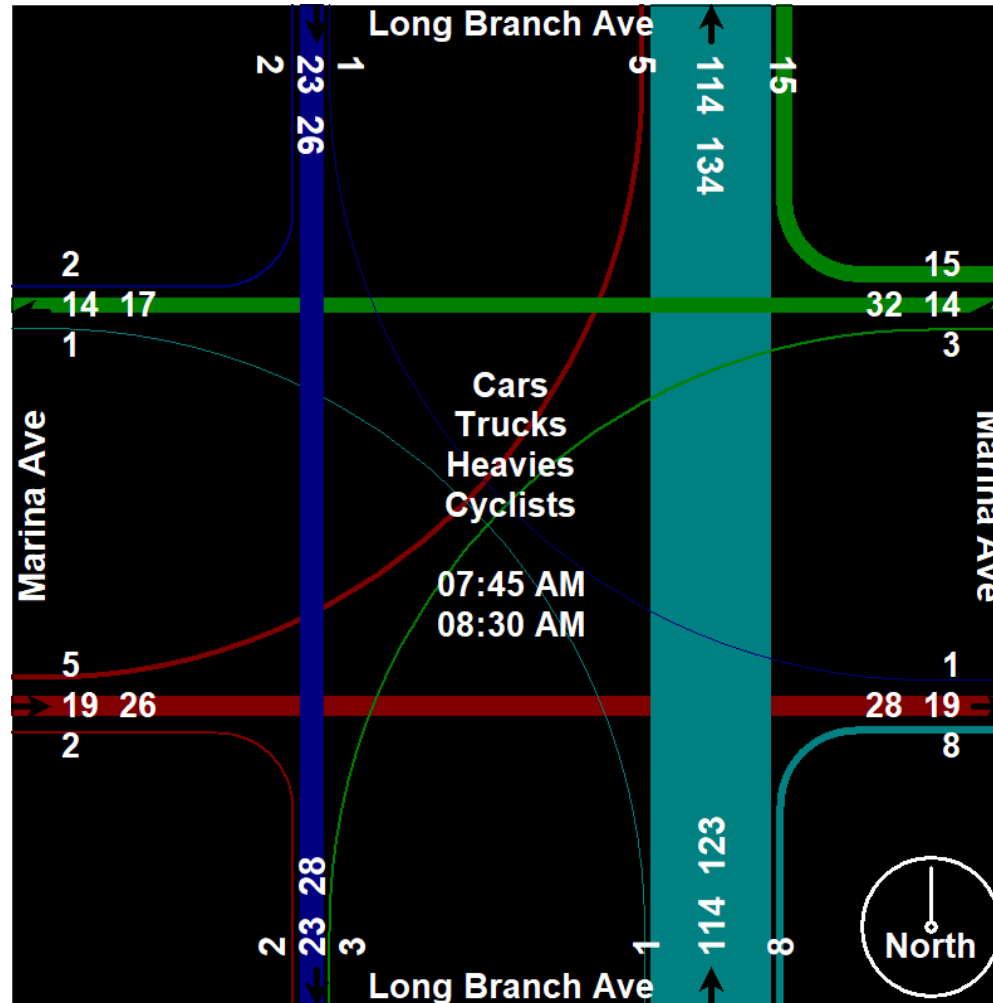 Long Branch Ave
2 23 1 5 114 15
26 134
2 15
14 17 32 14
1 3
Cars
Trucks
Heavies
Cyclists
Marina Ave
Marina Ave
07:45 AM
08:30 AM
5 1
19 26 28 19
2 8
28 123
2 23 3 1 114 8
North
Long Branch Ave